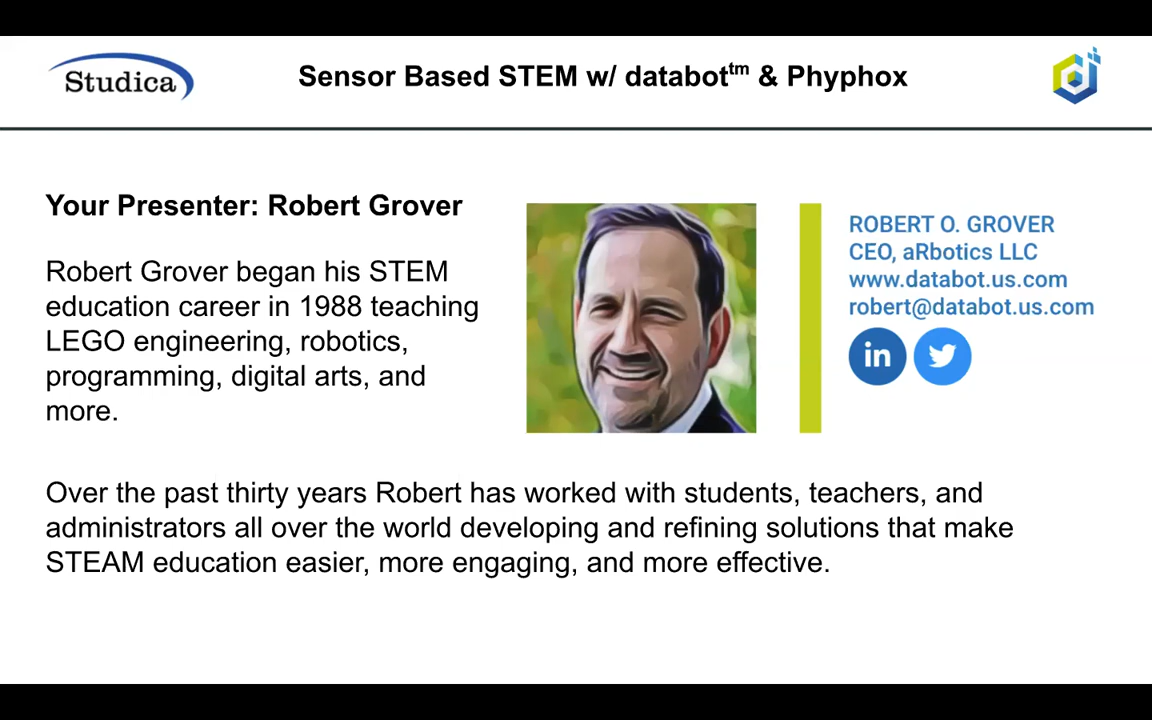 Studica
Sensor Based STEM w/ databot™ & Phyphox
Your Presenter: Robert Grover
Robert Grover began his STEM
education career in 1988 teaching
LEGO engineering, robotics,
programming, digital arts, and
more.
ROBERT O. GROVER
CEO, aRbotics LLC
www.databot.us.com
robert@databot.us.com
in
Over the past thirty years Robert has worked with students, teachers, and
administrators all over the world developing and refining solutions that make
STEAM education easier, more engaging, and more effective.